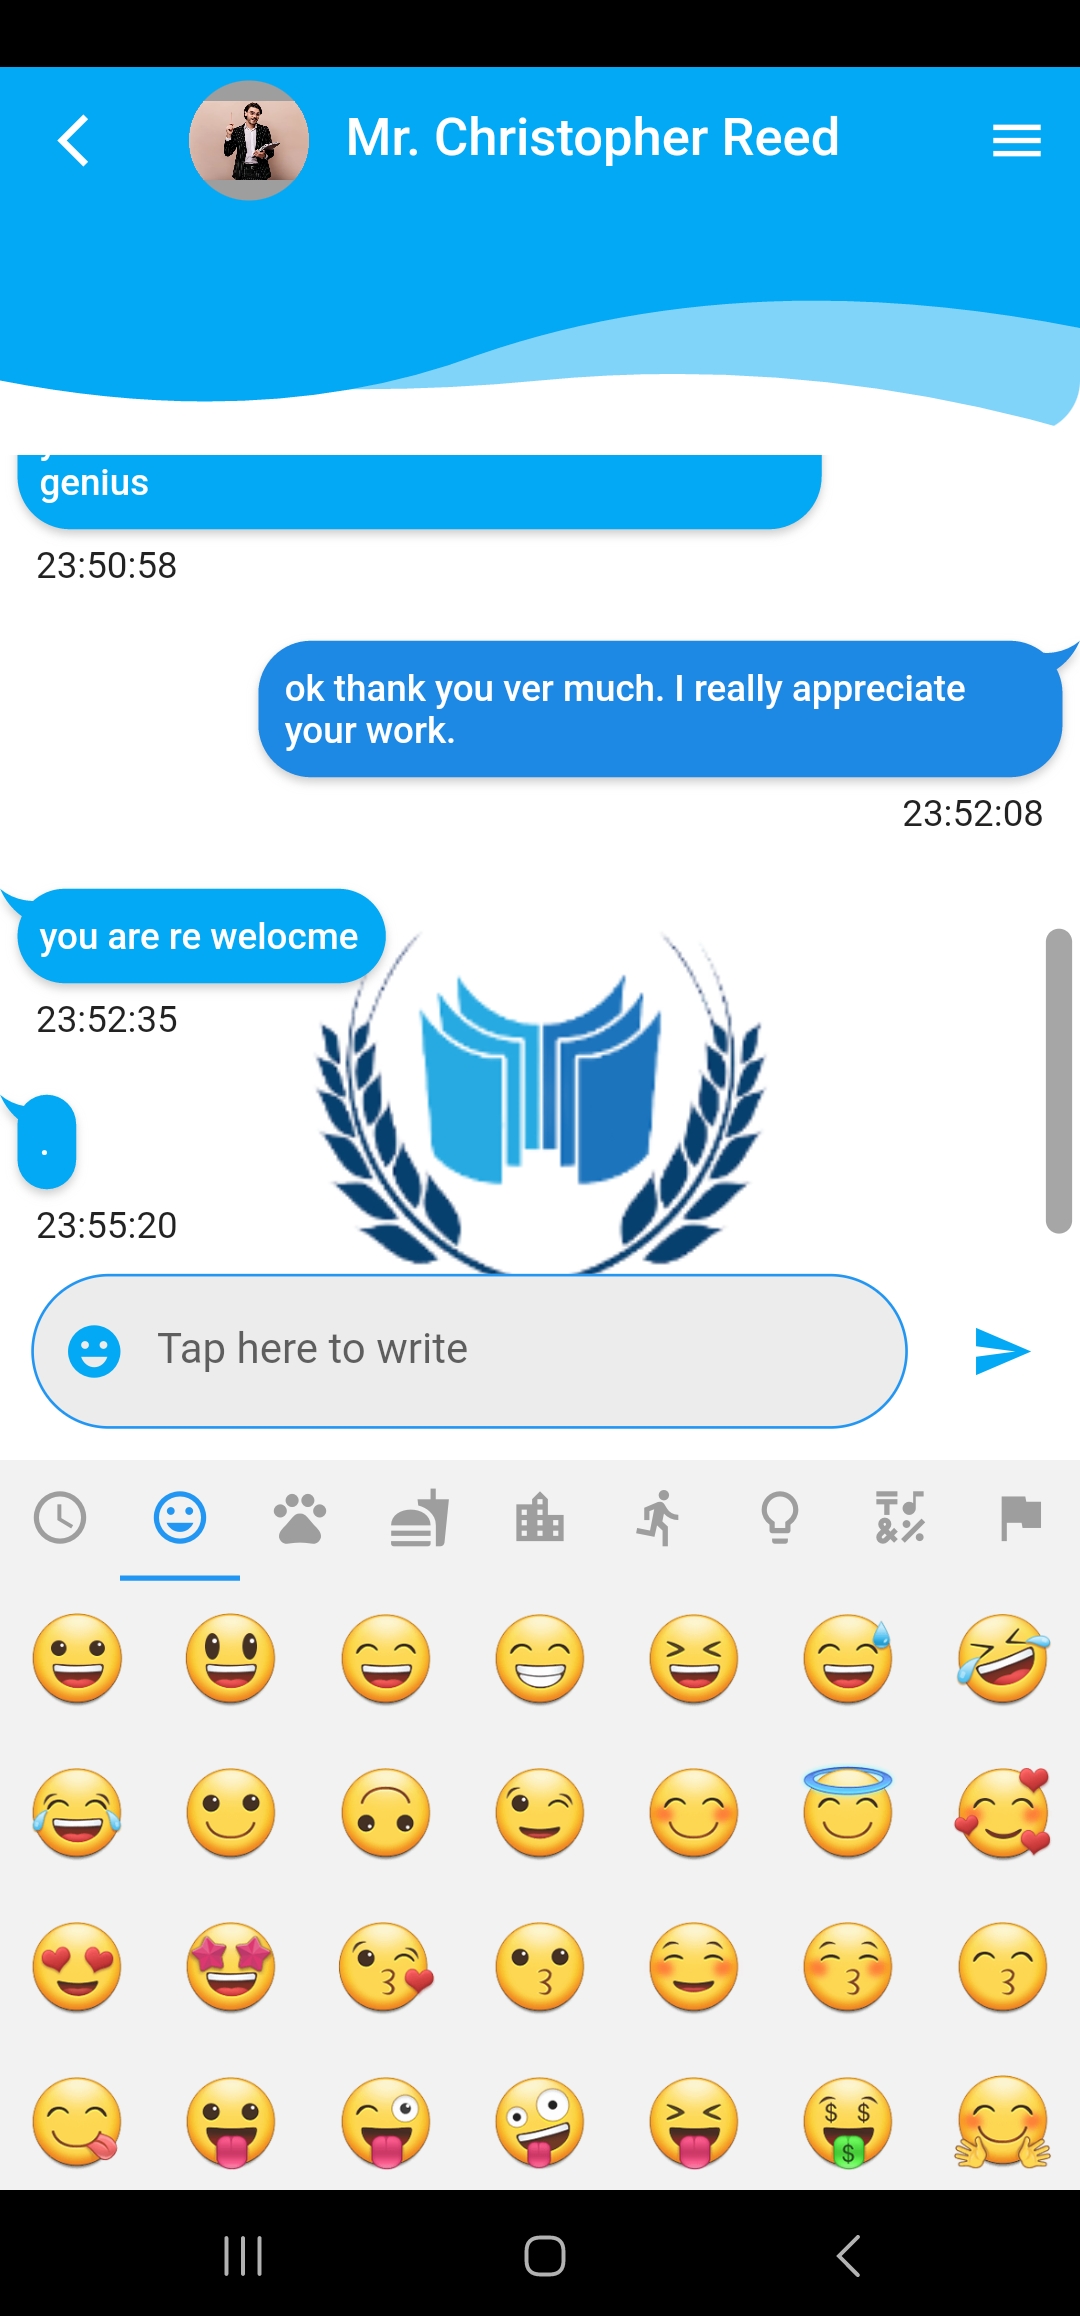 Mr. Christopher Reed
genius
23:50:58
ok thank you ver much. I really appreciate
your work.
23:52:08
you are re welocme
23:52:35
.
23:55:20
Tap here to write